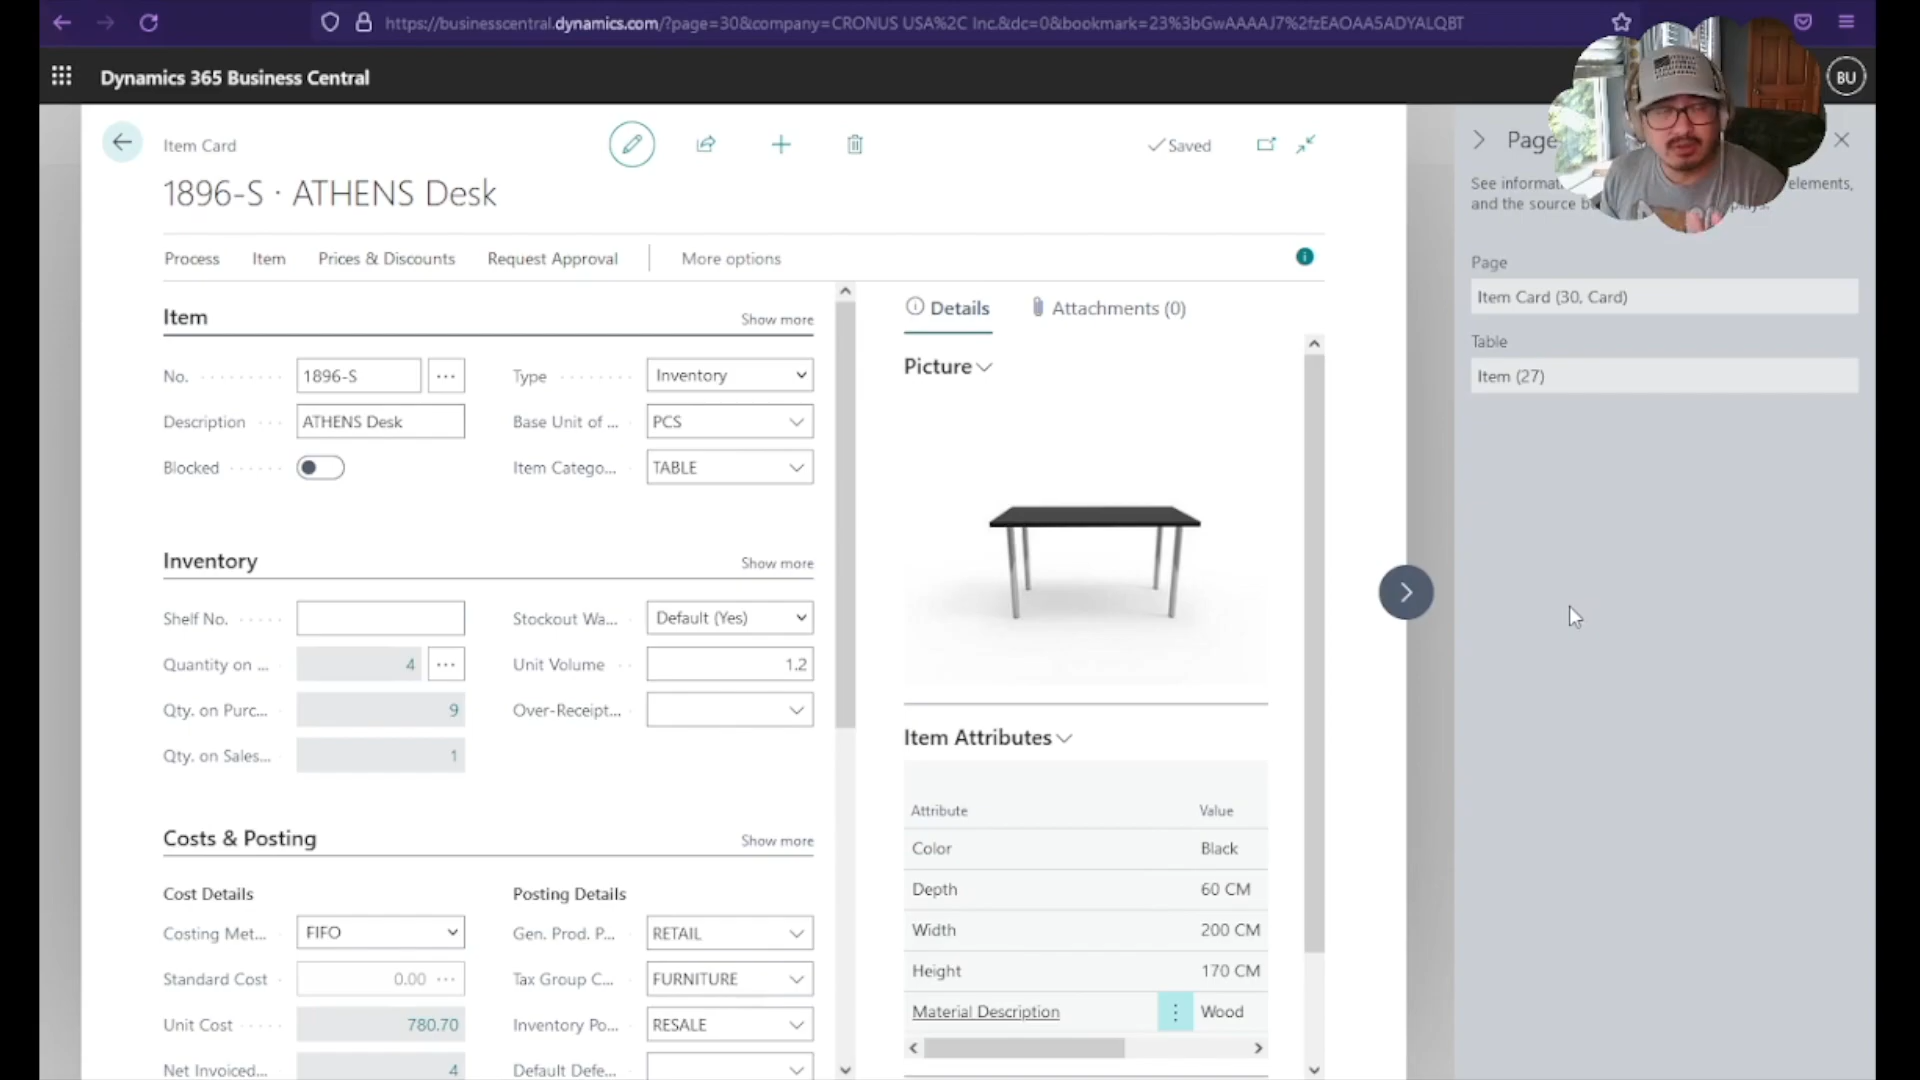 https://businesscentral.dynamics.com/?page=30&company=CRONUS USA%2C Inc.&dc=0&bookmark=23%3bGwAAAAJ7%2fzEAOAA5ADYALQBT
Dynamics 365 Business Central
BU
Item Card
Saved
1896-S · ATHENS Desk
Process Item Prices & Discounts Request Approval More options
Item Show more
No. 1896-S Type Inventory
Description ATHENS Desk Base Unit of ... PCS
Blocked Item Catego... TABLE
Inventory Show more
Shelf No. Stockout Wa... Default (Yes)
Quantity on ... 4 Unit Volume 1.2
Qty. on Purc... 9 Over-Receipt...
Qty. on Sales... 1
Costs & Posting Show more
Cost Details Posting Details
Costing Met... FIFO Gen. Prod. P... RETAIL
Standard Cost 0.00 Tax Group C... FURNITURE
Unit Cost 780.70 Inventory Po... RESALE
Net Invoiced... 4 Default Defe...
Details Attachments (0)
Picture
Item Attributes
Attribute Value
Color Black
Depth 60 CM
Width 200 CM
Height 170 CM
Material Description Wood
Page
See elements,
and the source
Page
Item Card (30, Card)
Table
Item (27)